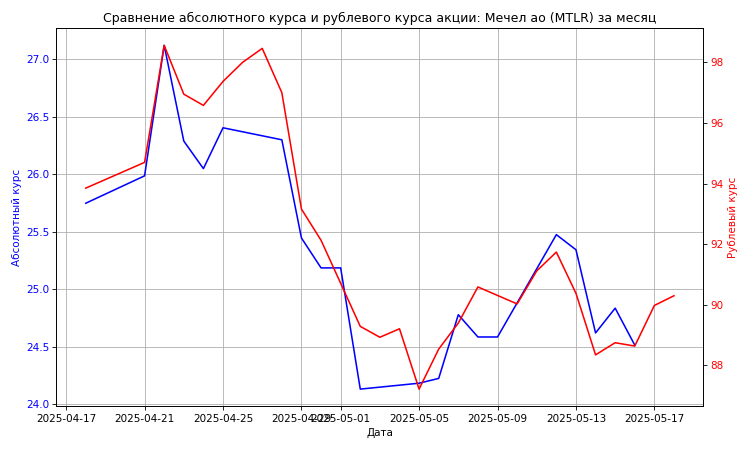 Сравнение абсолютного курса и рублевого курса акции: Мечел ао (MTLR) за месяц
Абсолютный курс
27.0
26.5
26.0
25.5
25.0
24.5
24.0
98
96
94
92
90
88
Рублевый курс
2025-04-17 2025-04-21 2025-04-25 2025-04-29 2025-05-01 2025-05-05 2025-05-09 2025-05-13 2025-05-17
Дата